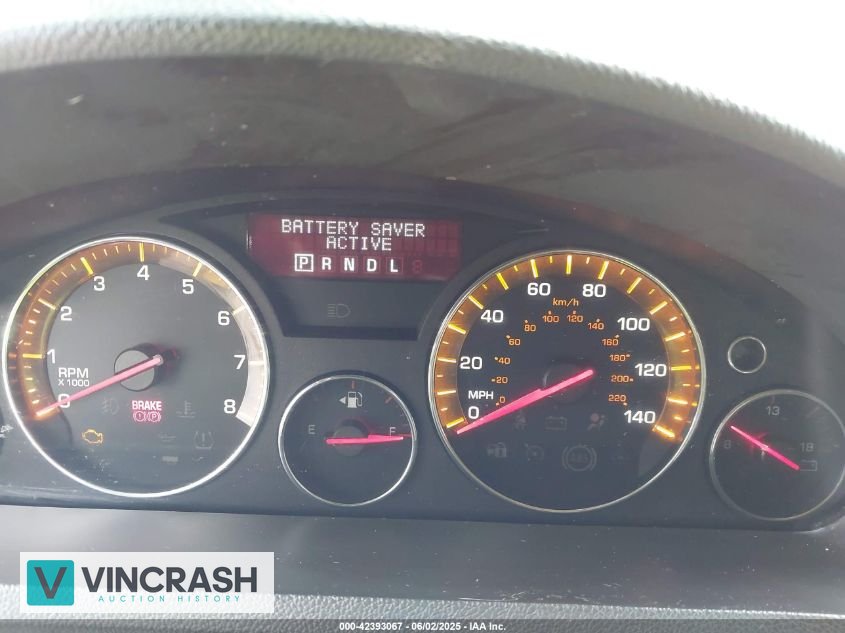 BATTERY SAVER
ACTIVE
P R N D L
0 1 2 3 4 5 6 7 8
RPM
X 1000
BRAKE
E F
0 20 40 60 80 100 120 140
MPH
km/h
0 20 40 60 80 100 120 140 160 180 200 220
8 13 18
VINCRASH
AUCTION HISTORY
000-42393067 - 06/02/2025 - IAA Inc.